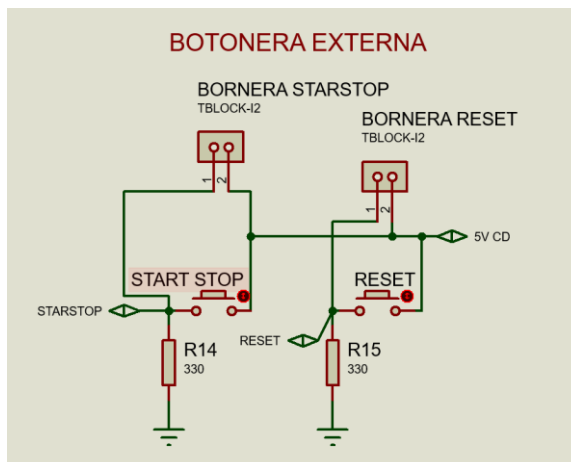 BOTONERA EXTERNA
BORNERA STARSTOP
TBLOCK-I2
BORNERA RESET
TBLOCK-I2
1
2
1
2
5V CD
START STOP
RESET
STARSTOP
RESET
R14
330
R15
330